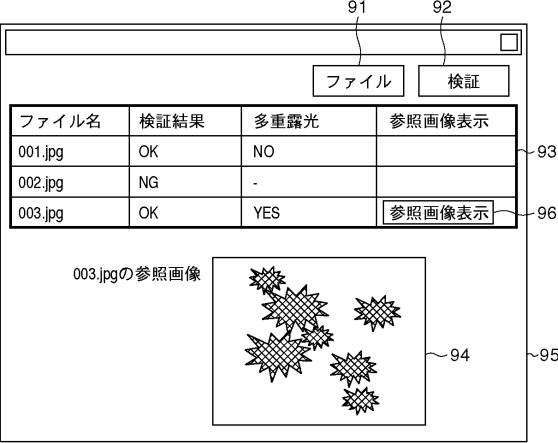 91
92
ファイル
検証
ファイル名 検証結果 多重露光 参照画像表示
001.jpg OK NO
93
002.jpg NG -
003.jpg OK YES 参照画像表示
96
003.jpgの参照画像
94
95